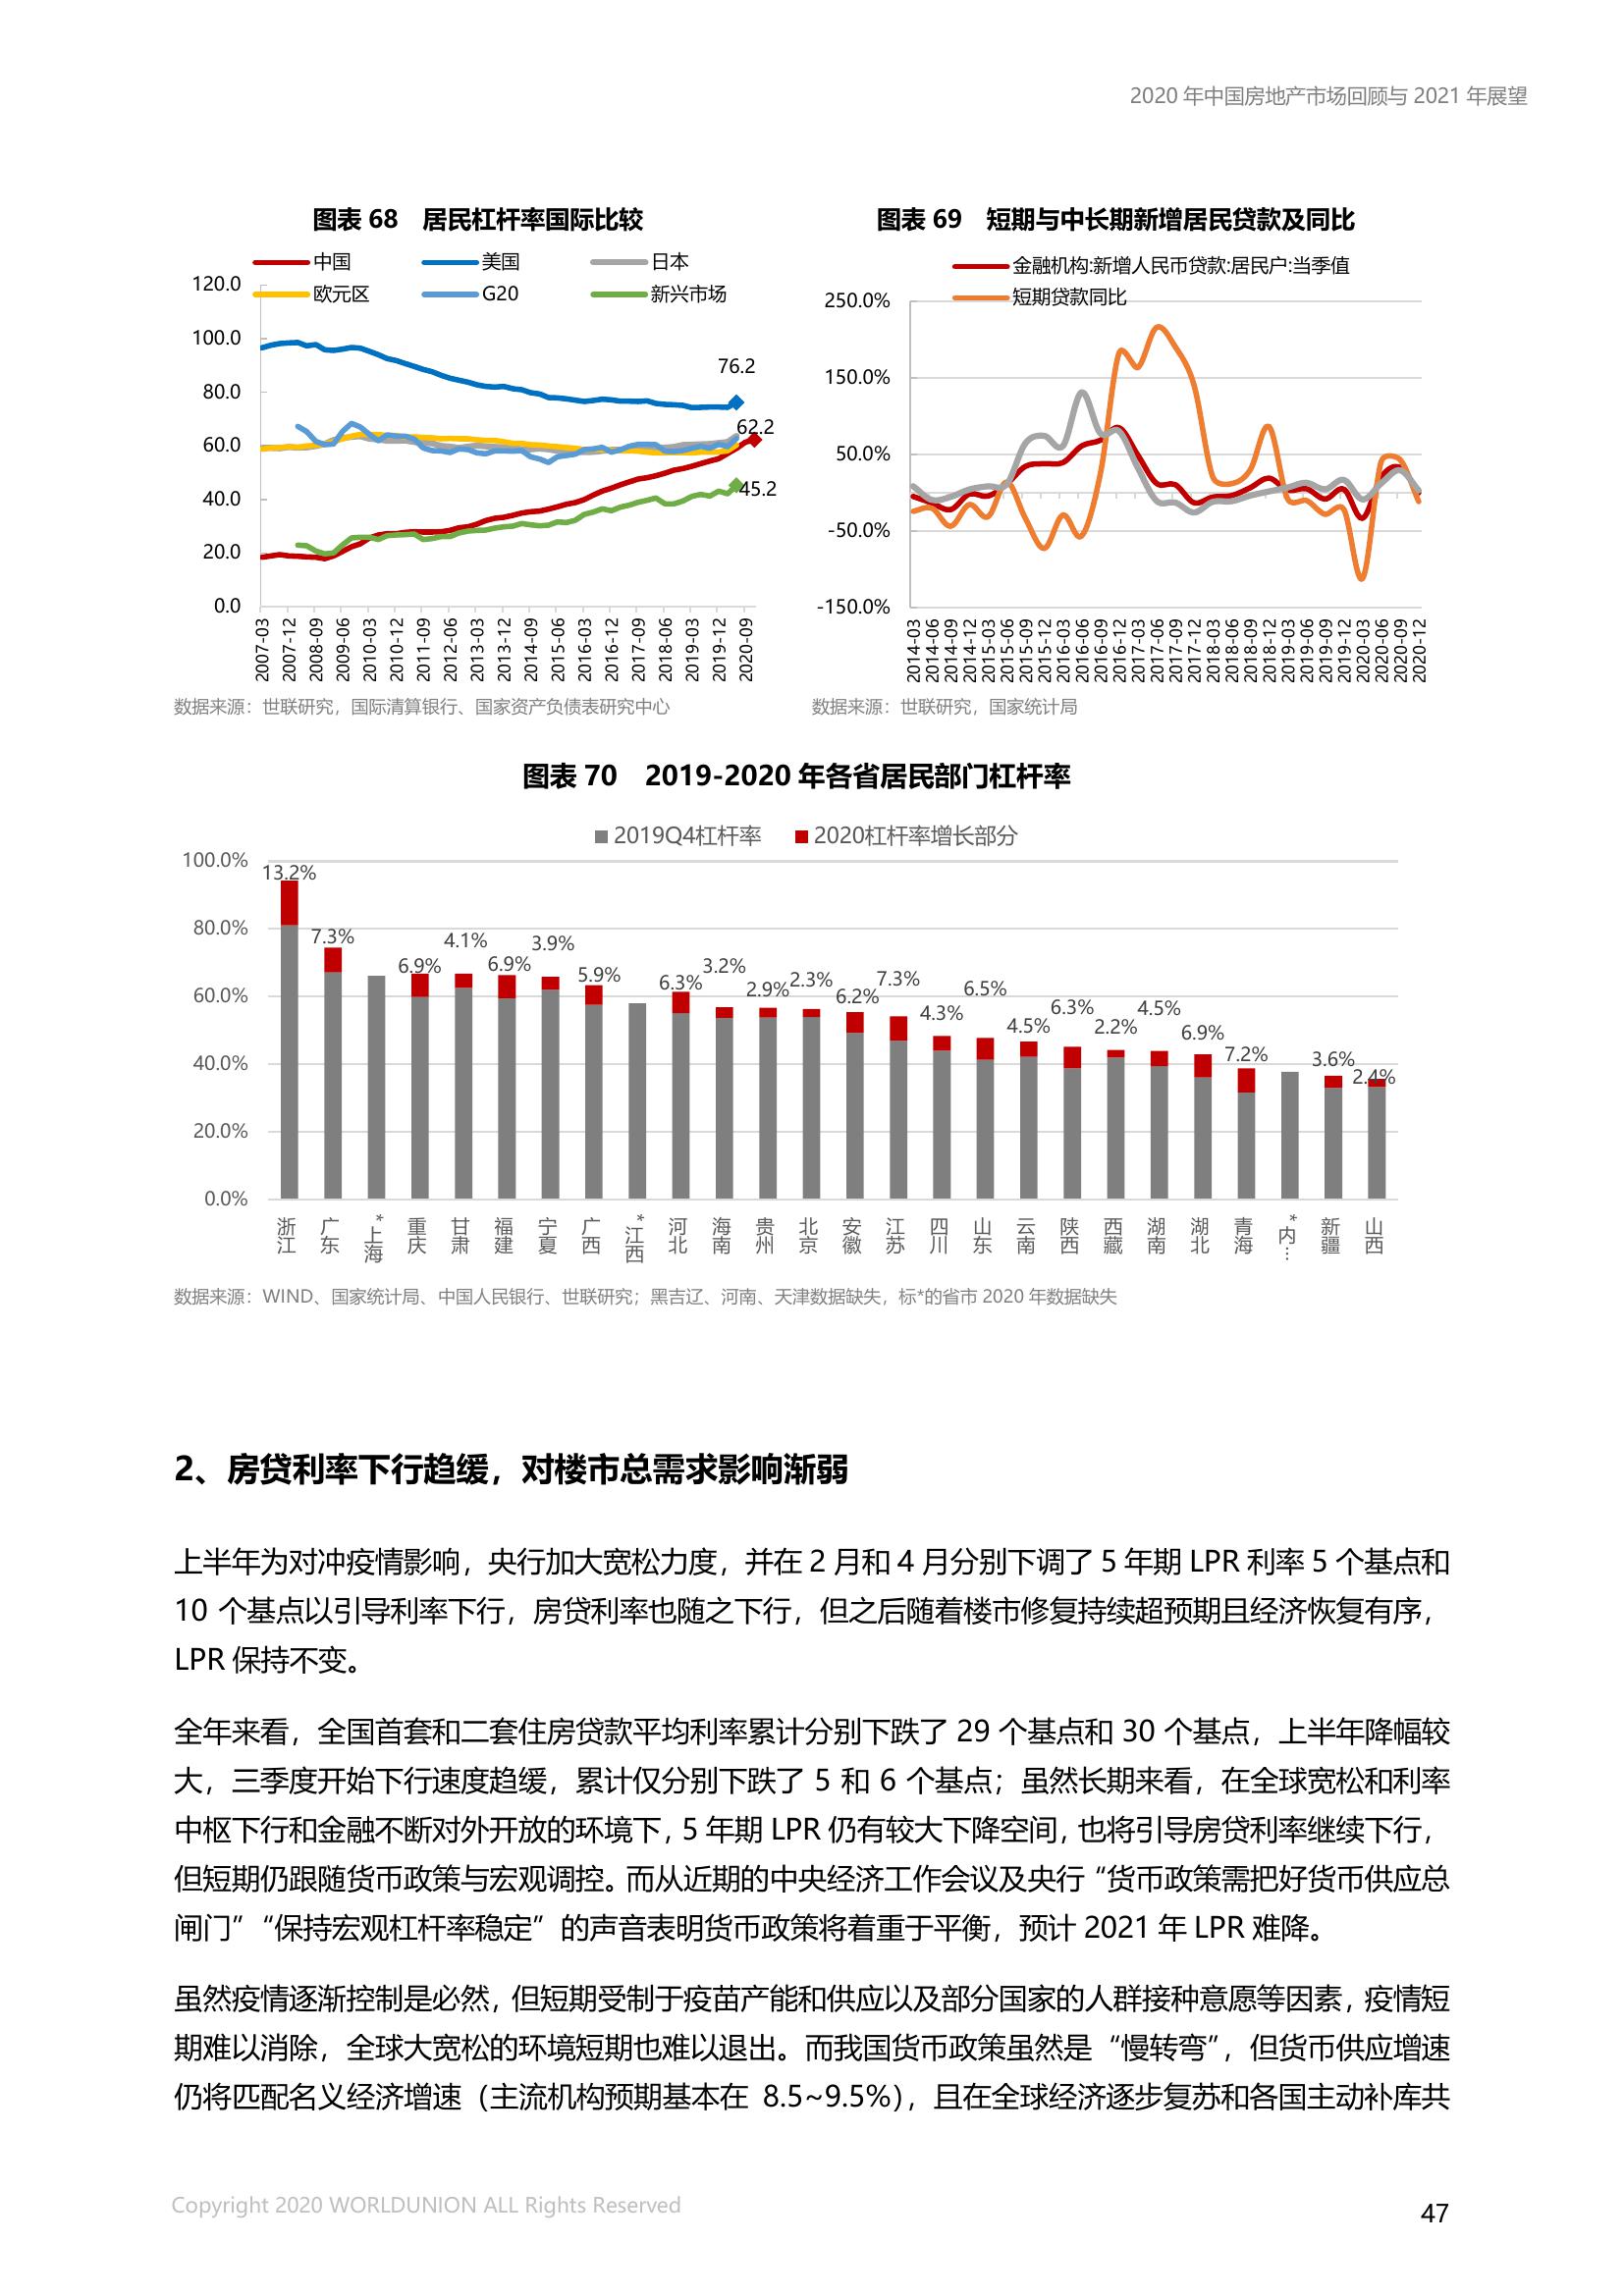 2020 年中国房地产市场回顾与 2021 年展望
图表 68 居民杠杆率国际比较
中国 美国 日本
欧元区 G20 新兴市场
120.0
100.0
80.0
60.0
40.0
20.0
0.0
76.2
62.2
45.2
2007-03 2007-12 2008-09 2009-06 2010-03 2010-12 2011-09 2012-06 2013-03 2013-12 2014-09 2015-06 2016-03 2016-12 2017-09 2018-06 2019-03 2019-12 2020-09
数据来源：世联研究，国际清算银行、国家资产负债表研究中心
图表 69 短期与中长期新增居民贷款及同比
金融机构:新增人民币贷款:居民户:当季值
短期贷款同比
250.0%
150.0%
50.0%
-50.0%
-150.0%
2014-03 2014-06 2014-09 2014-12 2015-03 2015-06 2015-09 2015-12 2016-03 2016-06 2016-09 2016-12 2017-03 2017-06 2017-09 2017-12 2018-03 2018-06 2018-09 2018-12 2019-03 2019-06 2019-09 2019-12 2020-03 2020-06 2020-09 2020-12
数据来源：世联研究，国家统计局
图表 70 2019-2020 年各省居民部门杠杆率
2019Q4杠杆率 2020杠杆率增长部分
100.0%
80.0%
60.0%
40.0%
20.0%
0.0%
13.2% 7.3% 6.9% 4.1% 6.9% 3.9% 5.9% 6.3% 3.2% 2.9% 2.3% 6.2% 7.3% 4.3% 6.5% 4.5% 6.3% 2.2% 4.5% 6.9% 7.2% 3.6% 2.4%
浙江 广东 *上海 重庆 甘肃 福建 宁夏 广西 *江西 河北 海南 贵州 北京 安徽 江苏 四川 山东 云南 陕西 西藏 湖南 湖北 青海 *内… 新疆 山西
数据来源：WIND、国家统计局、中国人民银行、世联研究；黑吉辽、河南、天津数据缺失，标*的省市 2020 年数据缺失
2、房贷利率下行趋缓，对楼市总需求影响渐弱
上半年为对冲疫情影响，央行加大宽松力度，并在 2 月和 4 月分别下调了 5 年期 LPR 利率 5 个基点和
10 个基点以引导利率下行，房贷利率也随之下行，但之后随着楼市修复持续超预期且经济恢复有序，
LPR 保持不变。
全年来看，全国首套和二套住房贷款平均利率累计分别下跌了 29 个基点和 30 个基点，上半年降幅较
大，三季度开始下行速度趋缓，累计仅分别下跌了 5 和 6 个基点；虽然长期来看，在全球宽松和利率
中枢下行和金融不断对外开放的环境下，5 年期 LPR 仍有较大下降空间，也将引导房贷利率继续下行，
但短期仍跟随货币政策与宏观调控。而从近期的中央经济工作会议及央行“货币政策需把好货币供应总
闸门”“保持宏观杠杆率稳定”的声音表明货币政策将着重于平衡，预计 2021 年 LPR 难降。
虽然疫情逐渐控制是必然，但短期受制于疫苗产能和供应以及部分国家的人群接种意愿等因素，疫情短
期难以消除，全球大宽松的环境短期也难以退出。而我国货币政策虽然是“慢转弯”，但货币供应增速
仍将匹配名义经济增速（主流机构预期基本在 8.5~9.5%），且在全球经济逐步复苏和各国主动补库共
Copyright 2020 WORLDUNION ALL Rights Reserved
47